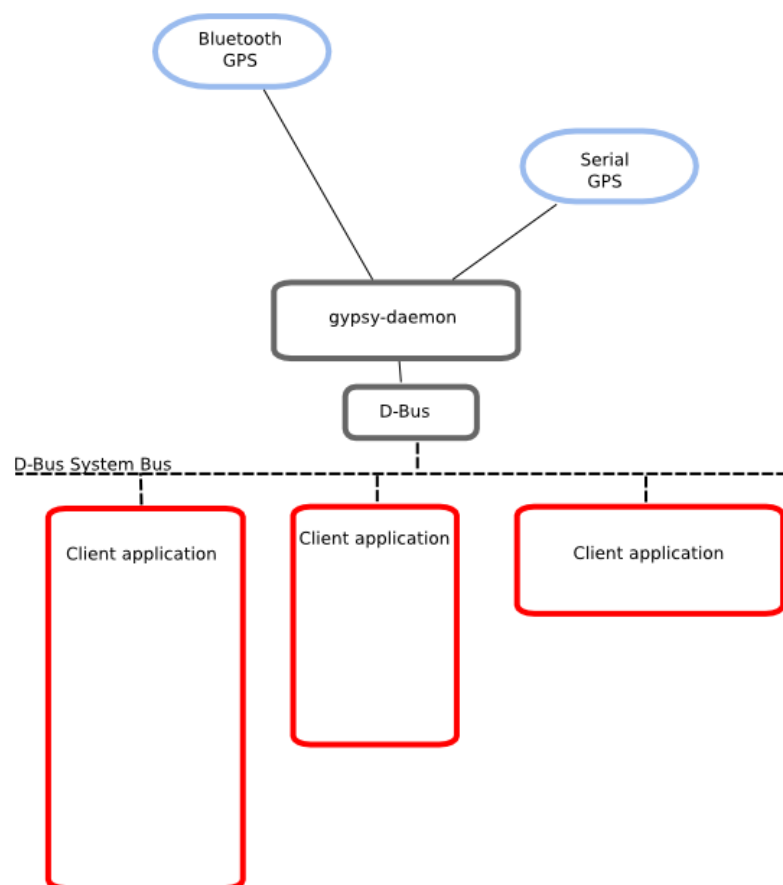 Bluetooth
GPS
Serial
GPS
gypsy-daemon
D-Bus
D-Bus System Bus
Client application
Client application
Client application